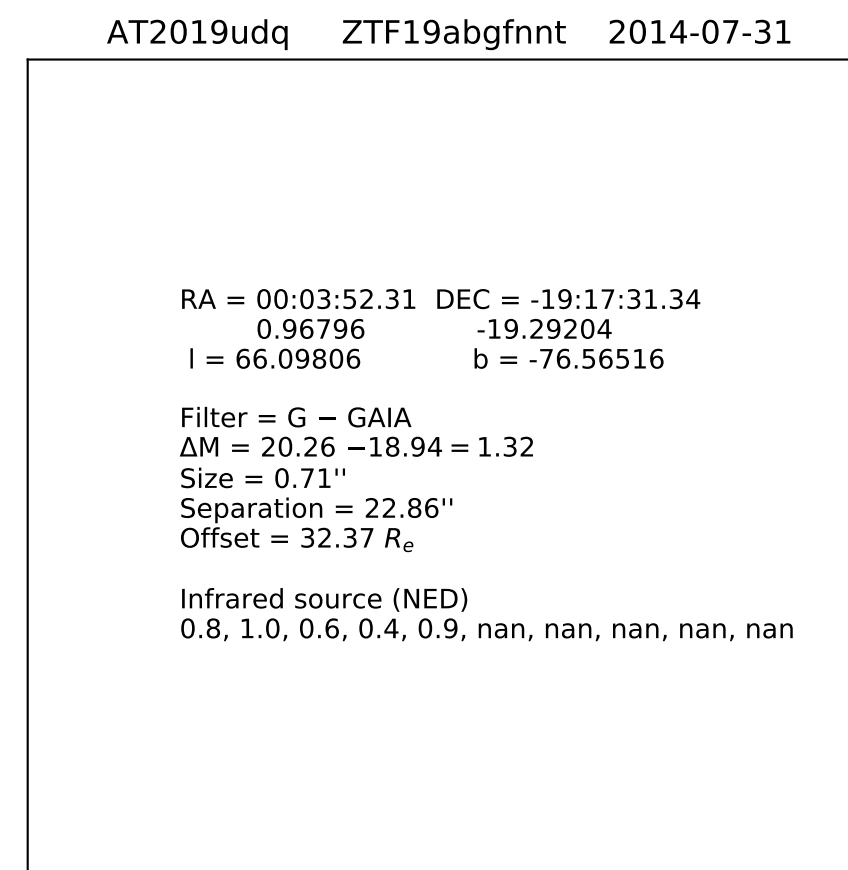 AT2019udq ZTF19abgfnnt 2014-07-31
RA = 00:03:52.31 DEC = -19:17:31.34
0.96796 -19.29204
l = 66.09806 b = -76.56516
Filter = G − GAIA
ΔM = 20.26 −18.94 = 1.32
Size = 0.71''
Separation = 22.86''
Offset = 32.37 Re
Infrared source (NED)
0.8, 1.0, 0.6, 0.4, 0.9, nan, nan, nan, nan, nan